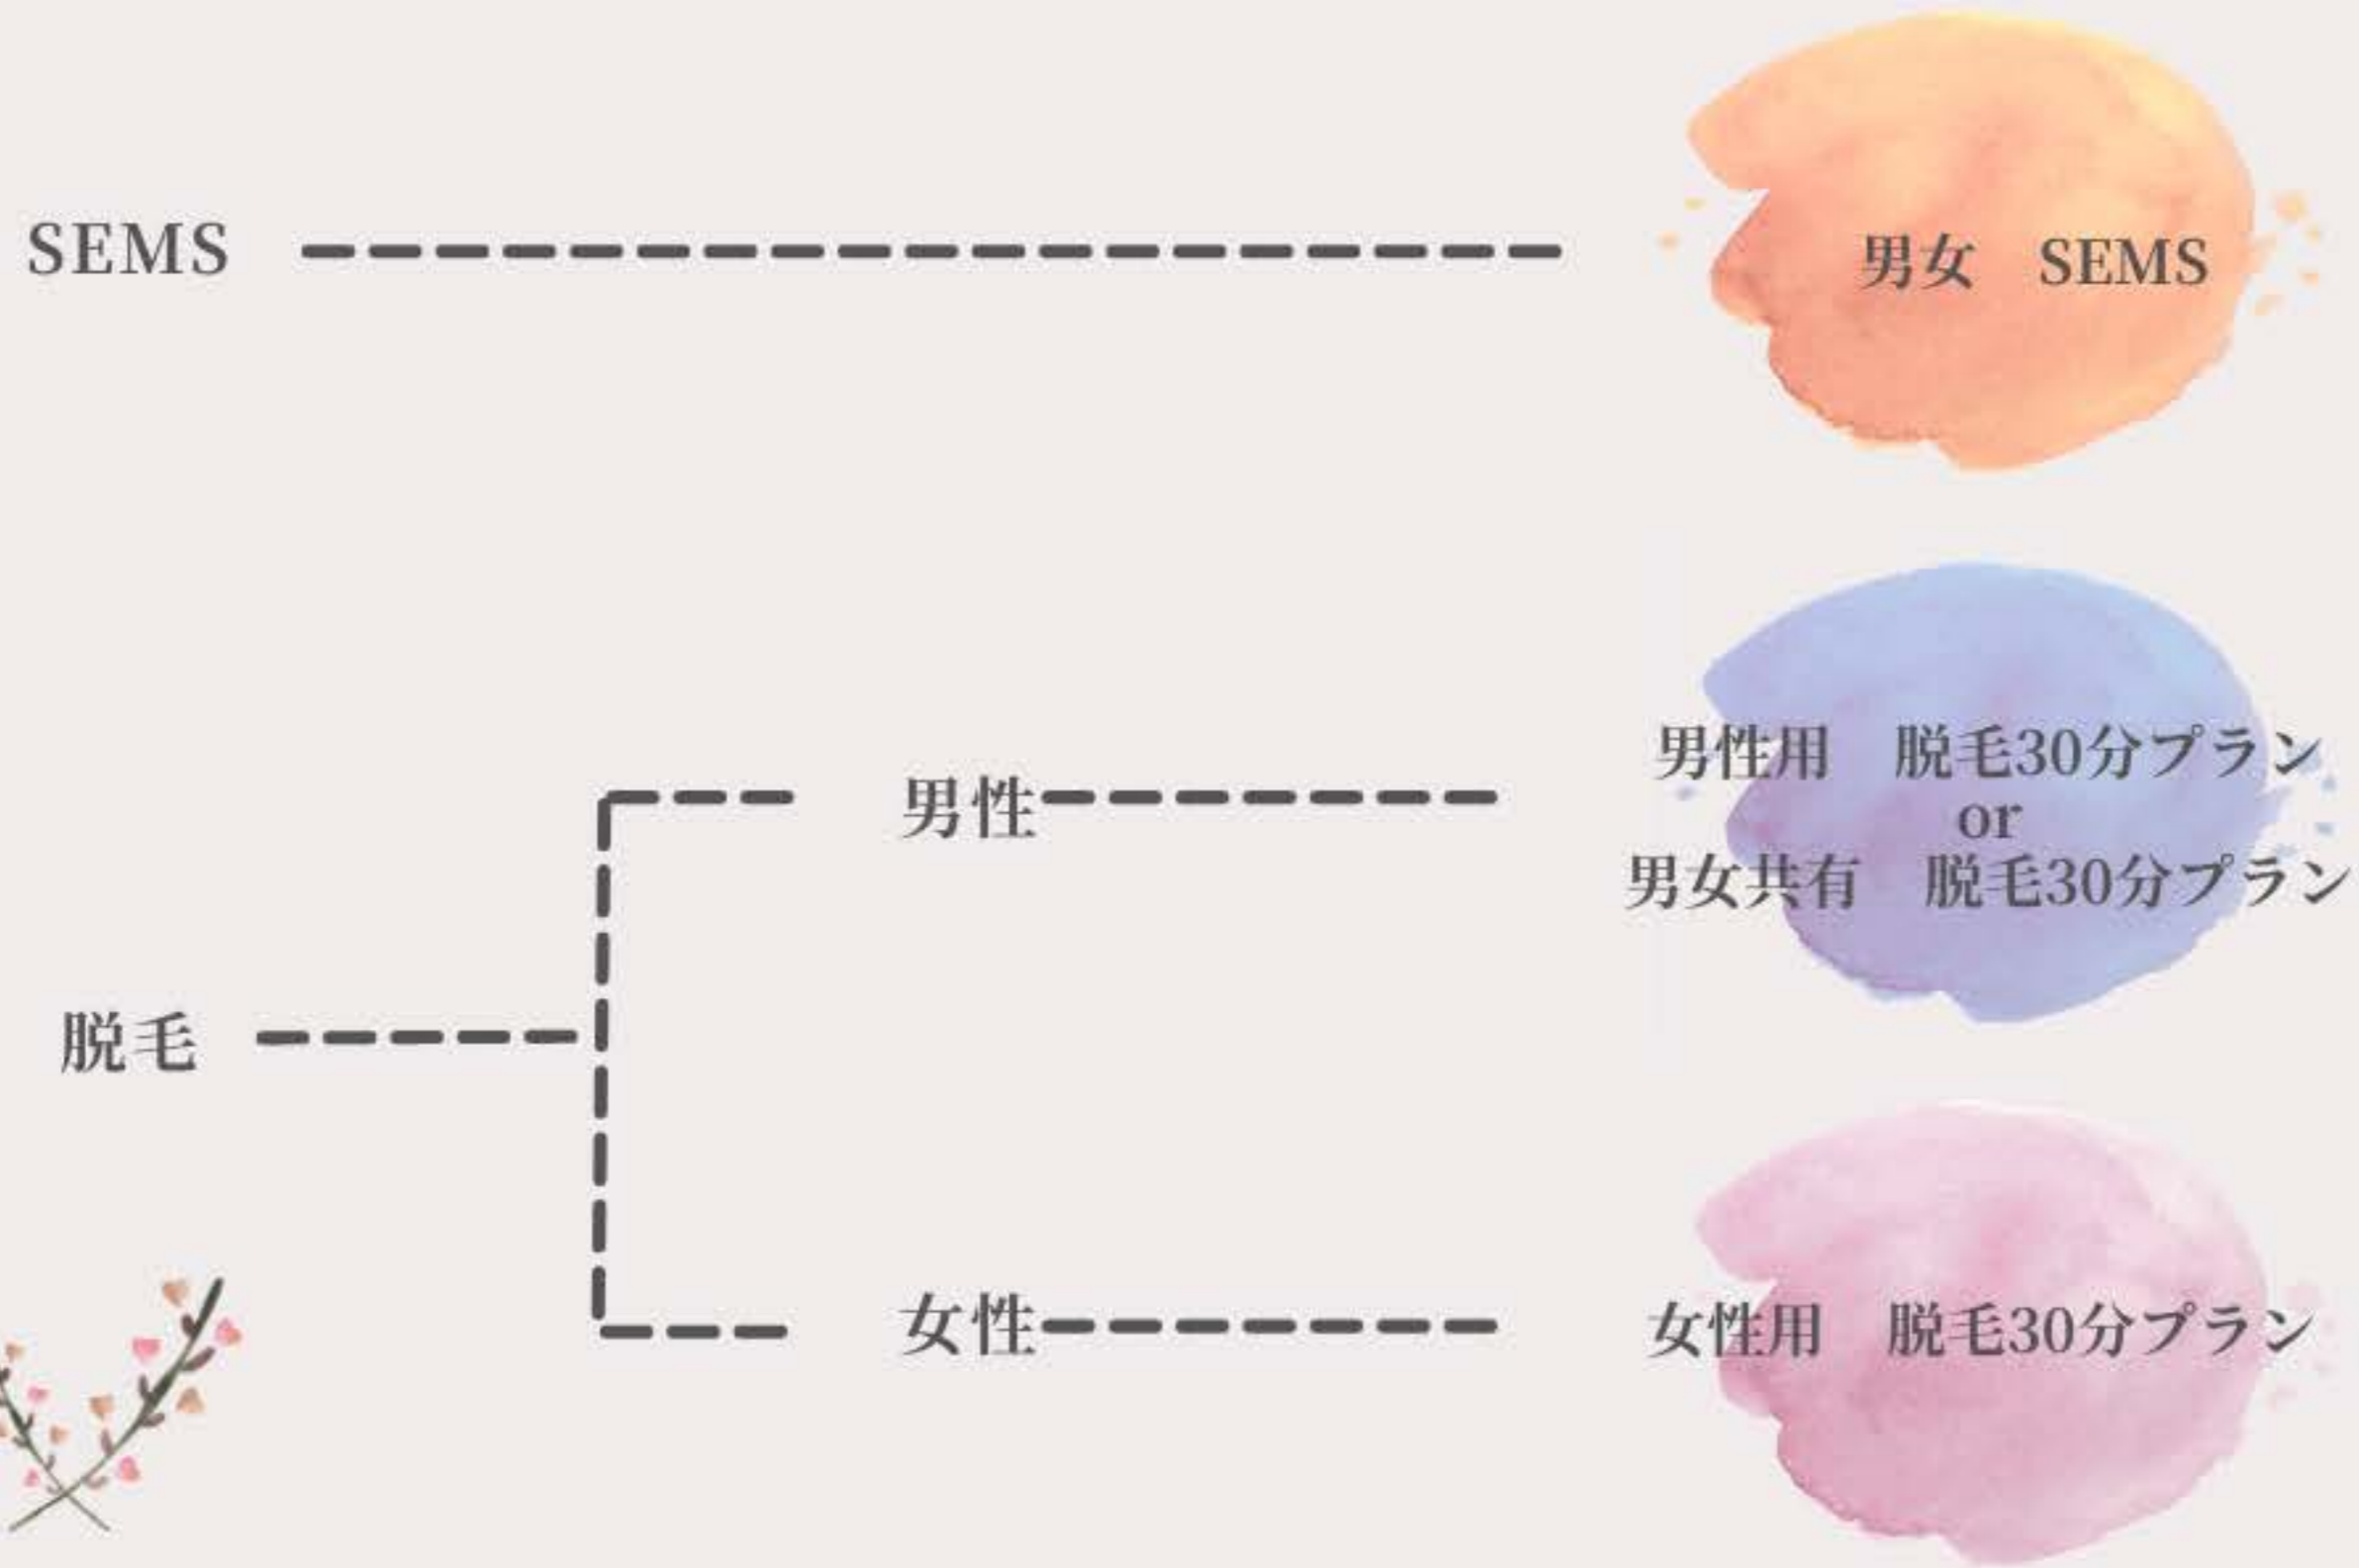 SEMS
男女　SEMS
脱毛
男性
男性用　脱毛30分プラン
or
男女共有　脱毛30分プラン
女性
女性用　脱毛30分プラン